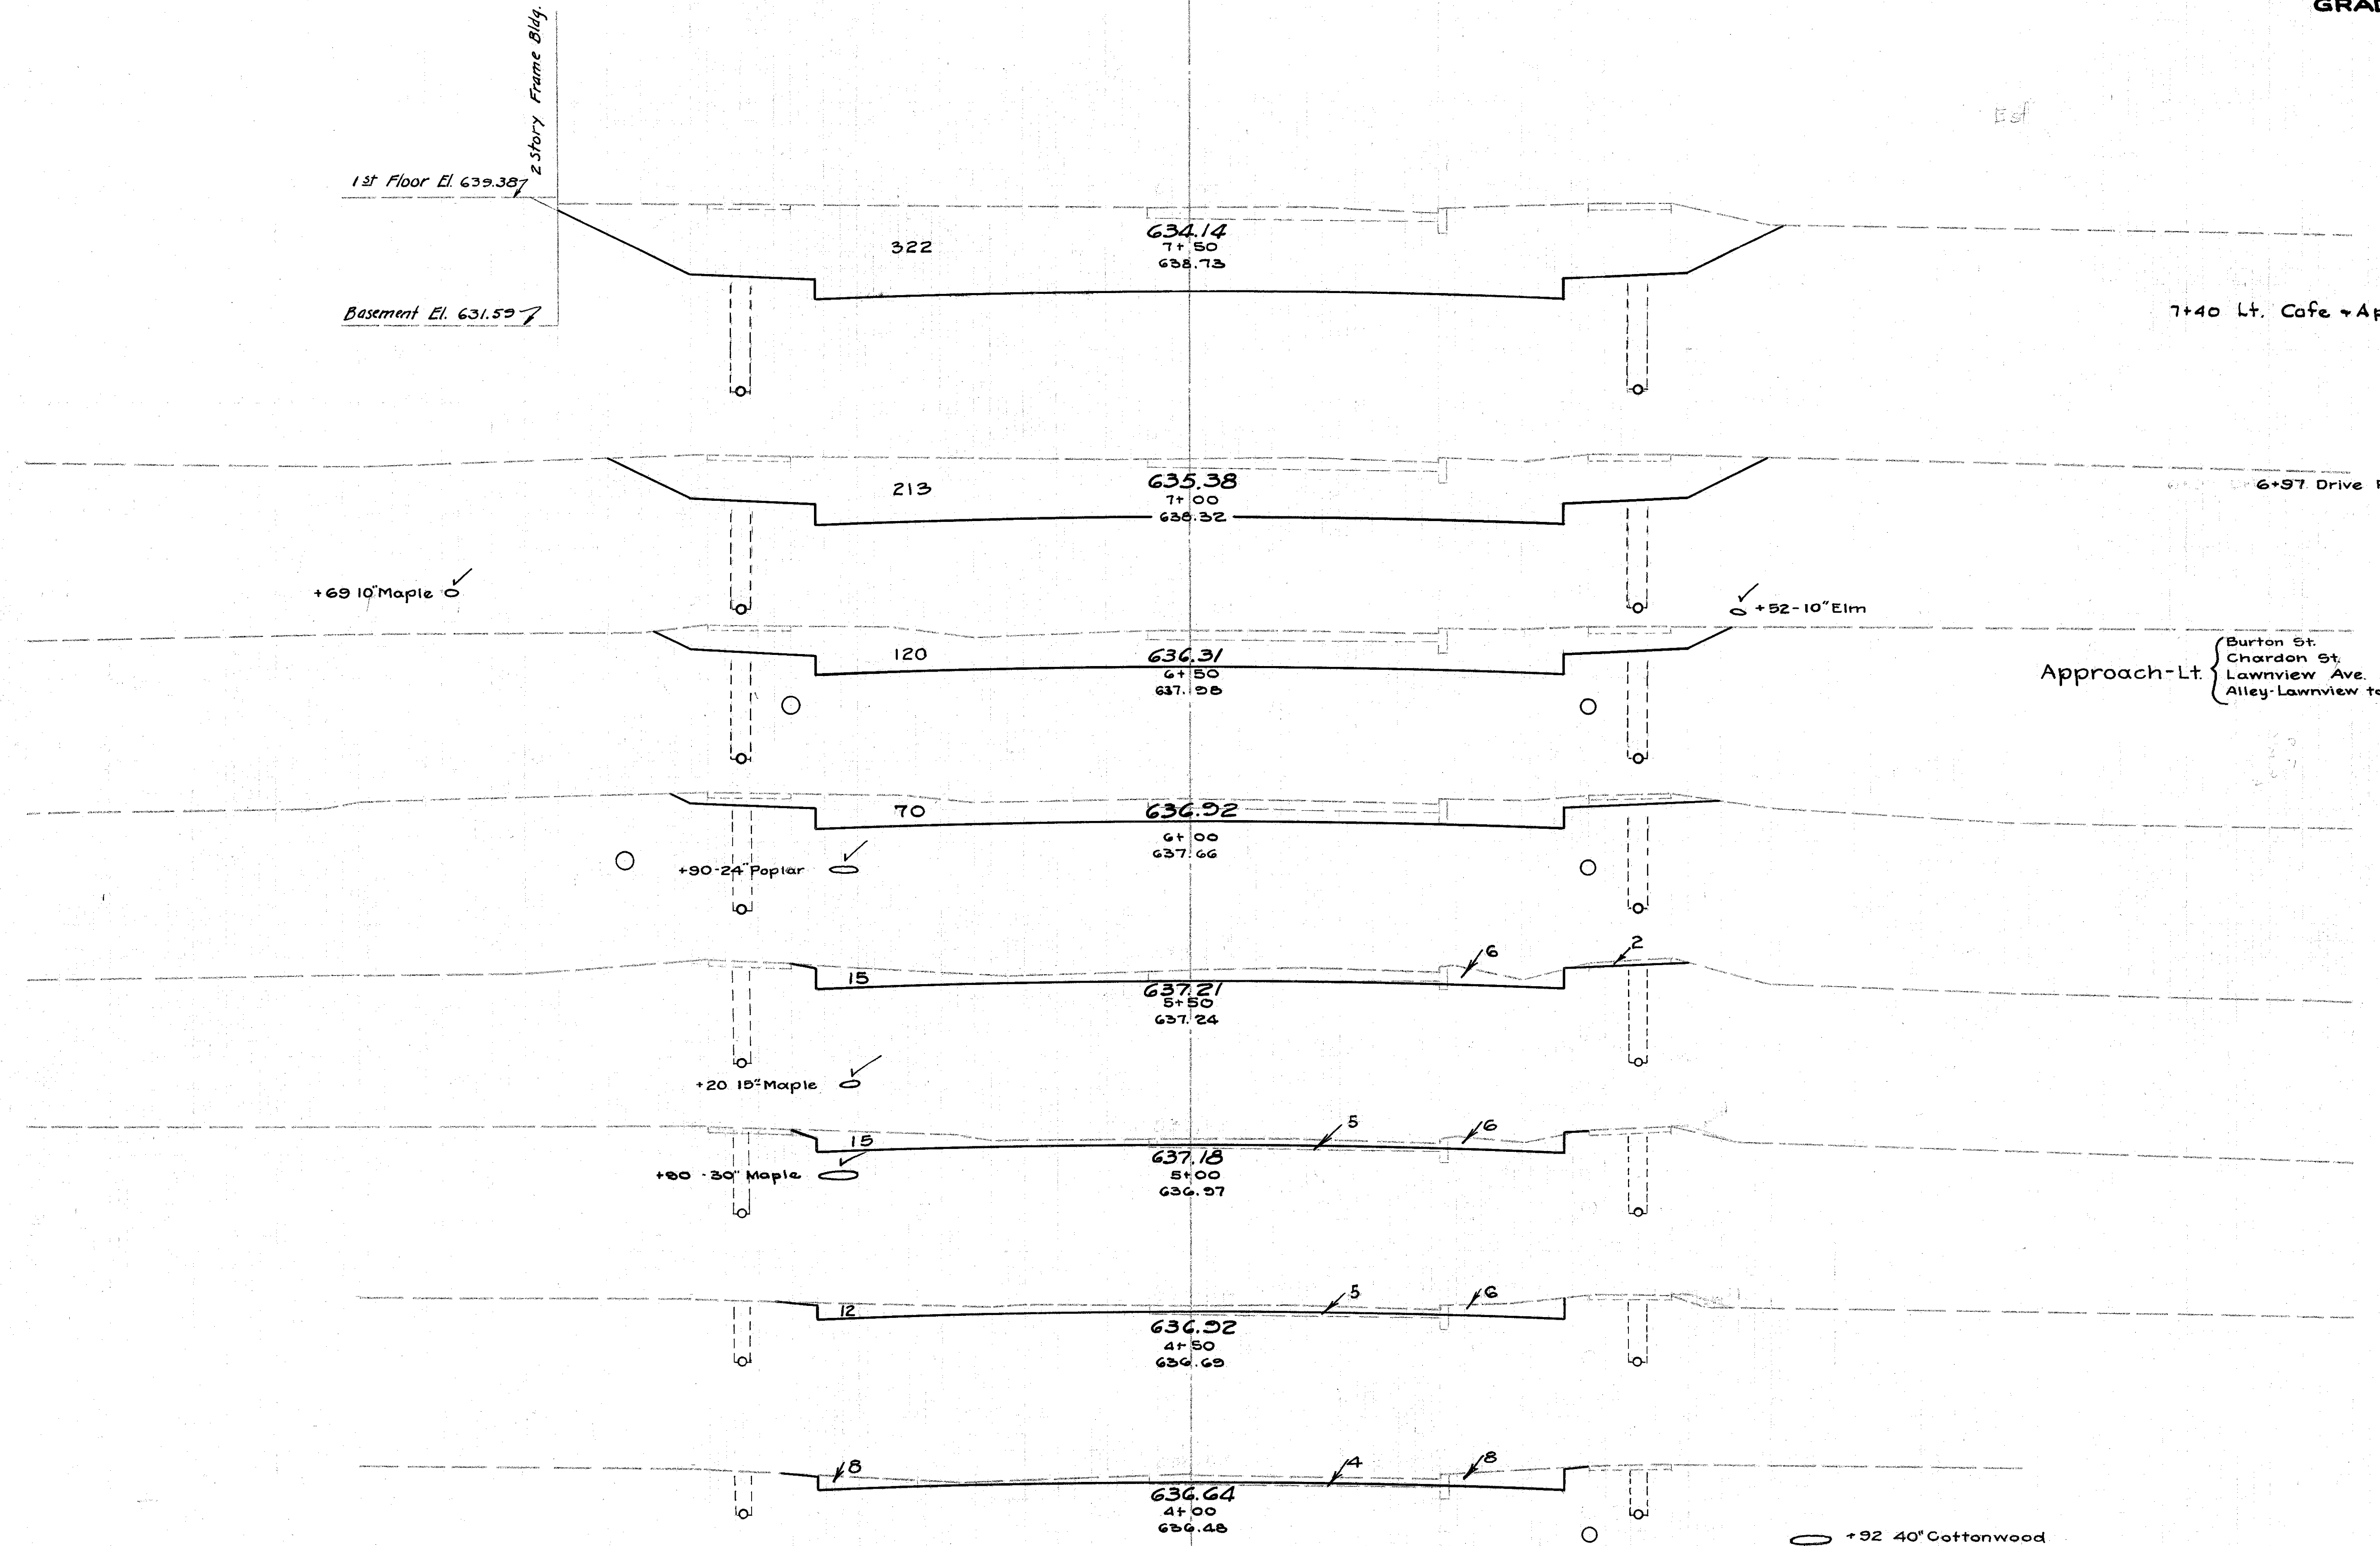 GRAD
2 Story Frame Bldg.
Est
1st Floor El. 639.38
322
634.14
7+50
638.73
Basement El. 631.59
7+40 Lt. Cafe & Ap
213
635.38
7+00
638.32
6+97 Drive
+69 10" Maple
+52-10" Elm
120
636.31
6+50
637.98
Approach-Lt.
Burton St.
Chardon St.
Lawnview Ave.
Alley-Lawnview to
70
636.92
6+00
637.66
+90-24" Poplar
15
6
2
637.21
5+50
637.24
+20 15" Maple
15
5
6
637.18
5+00
636.97
+80 -30" Maple
12
5
6
636.92
4+50
636.69
8
4
8
636.64
4+00
636.48
+92 40" Cottonwood